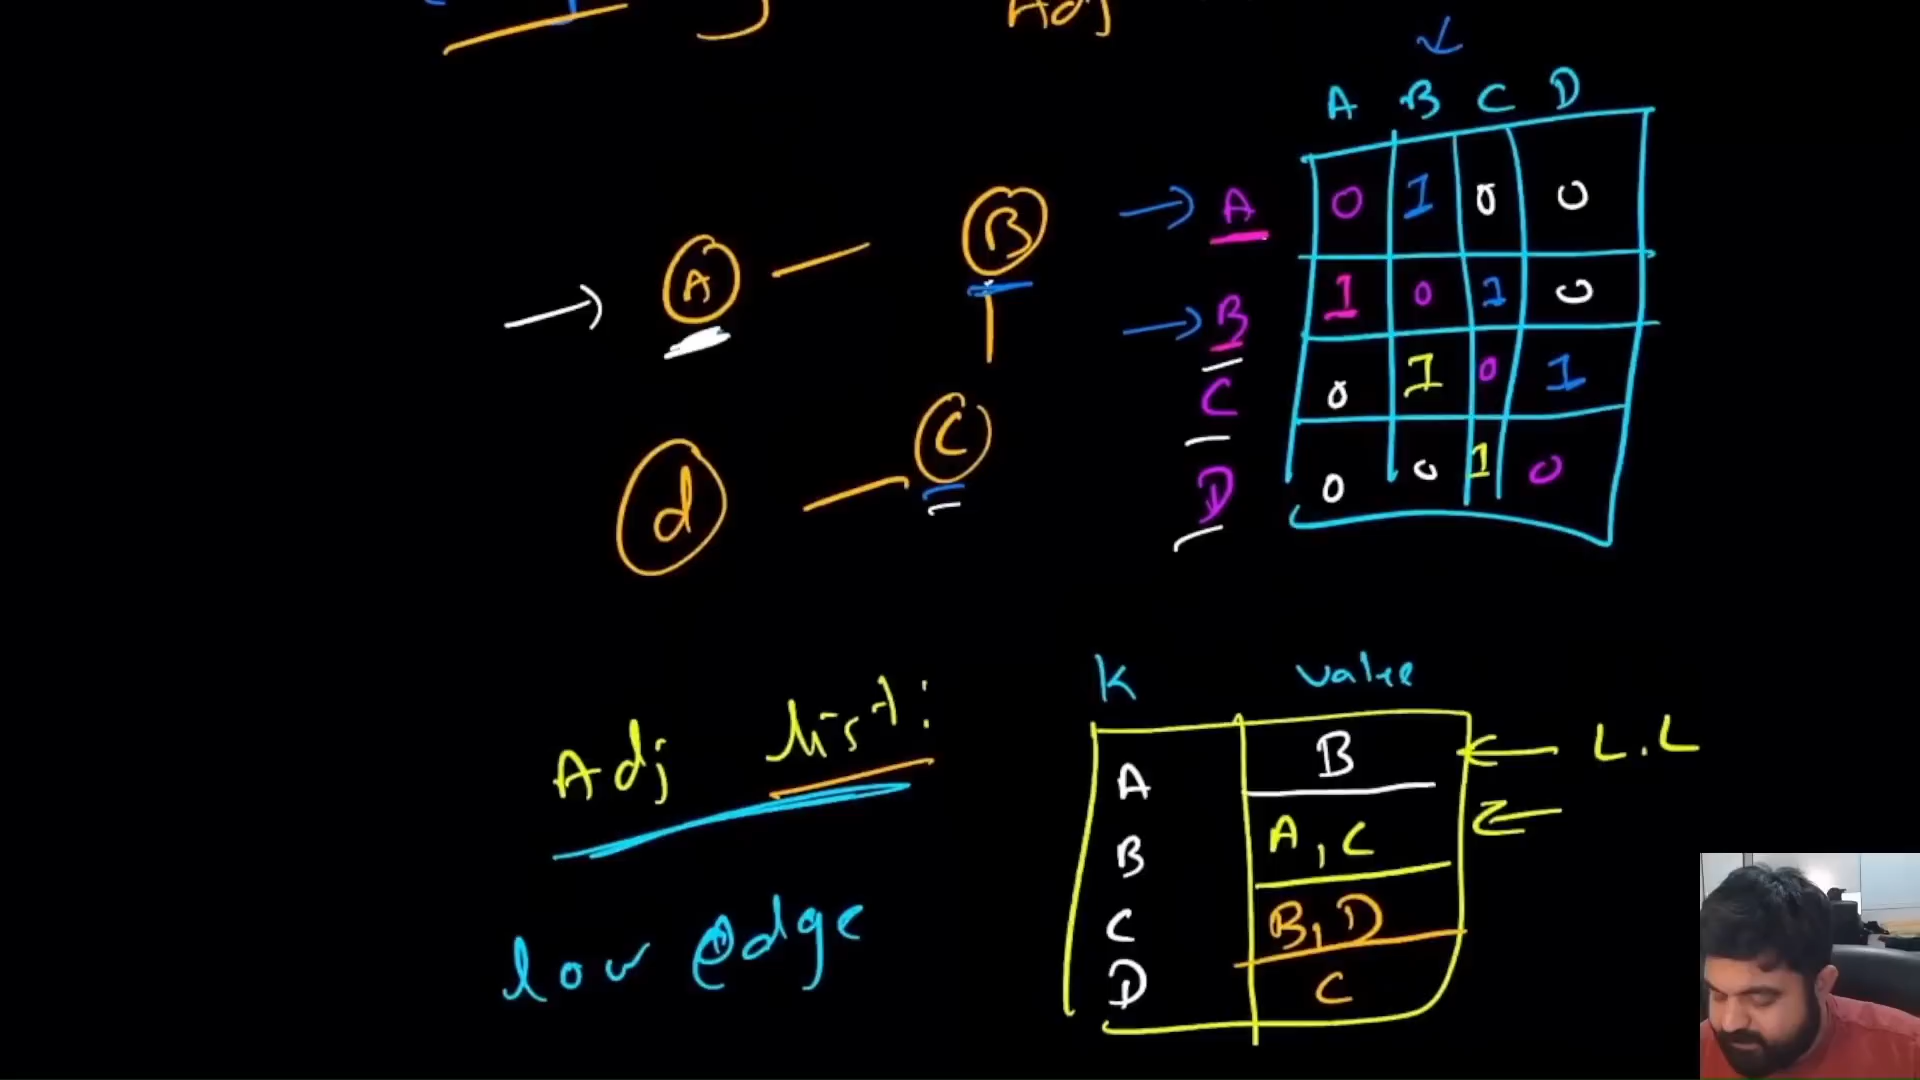 Adj
A B C D
A 0 1 0 0
B 1 0 1 0
C 0 1 0 1
D 0 0 1 0
A
B
C
d
Adj list:
low edge
K value
A B
B A, C
C B, D
D C
L.L